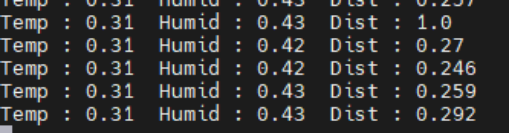 Temp : 0.31  Humid : 0.43  Dist : 0.257
Temp : 0.31  Humid : 0.43  Dist : 1.0
Temp : 0.31  Humid : 0.42  Dist : 0.27
Temp : 0.31  Humid : 0.42  Dist : 0.246
Temp : 0.31  Humid : 0.43  Dist : 0.259
Temp : 0.31  Humid : 0.43  Dist : 0.292